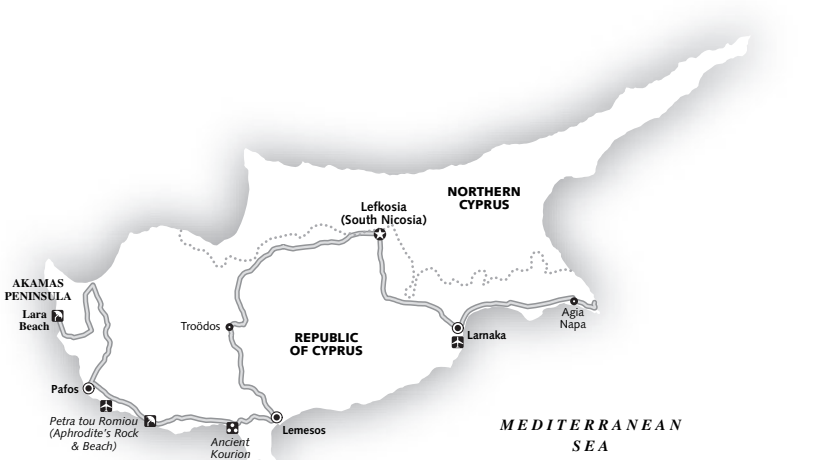 NORTHERN
CYPRUS
Lefkosia
(South Nicosia)
AKAMAS
PENINSULA
Lara
Beach
Agia
Napa
Troödos
REPUBLIC
OF CYPRUS
Larnaka
Pafos
Petra tou Romiou
(Aphrodite's Rock
& Beach)
Lemesos
Ancient
Kourion
MEDITERRANEAN
SEA